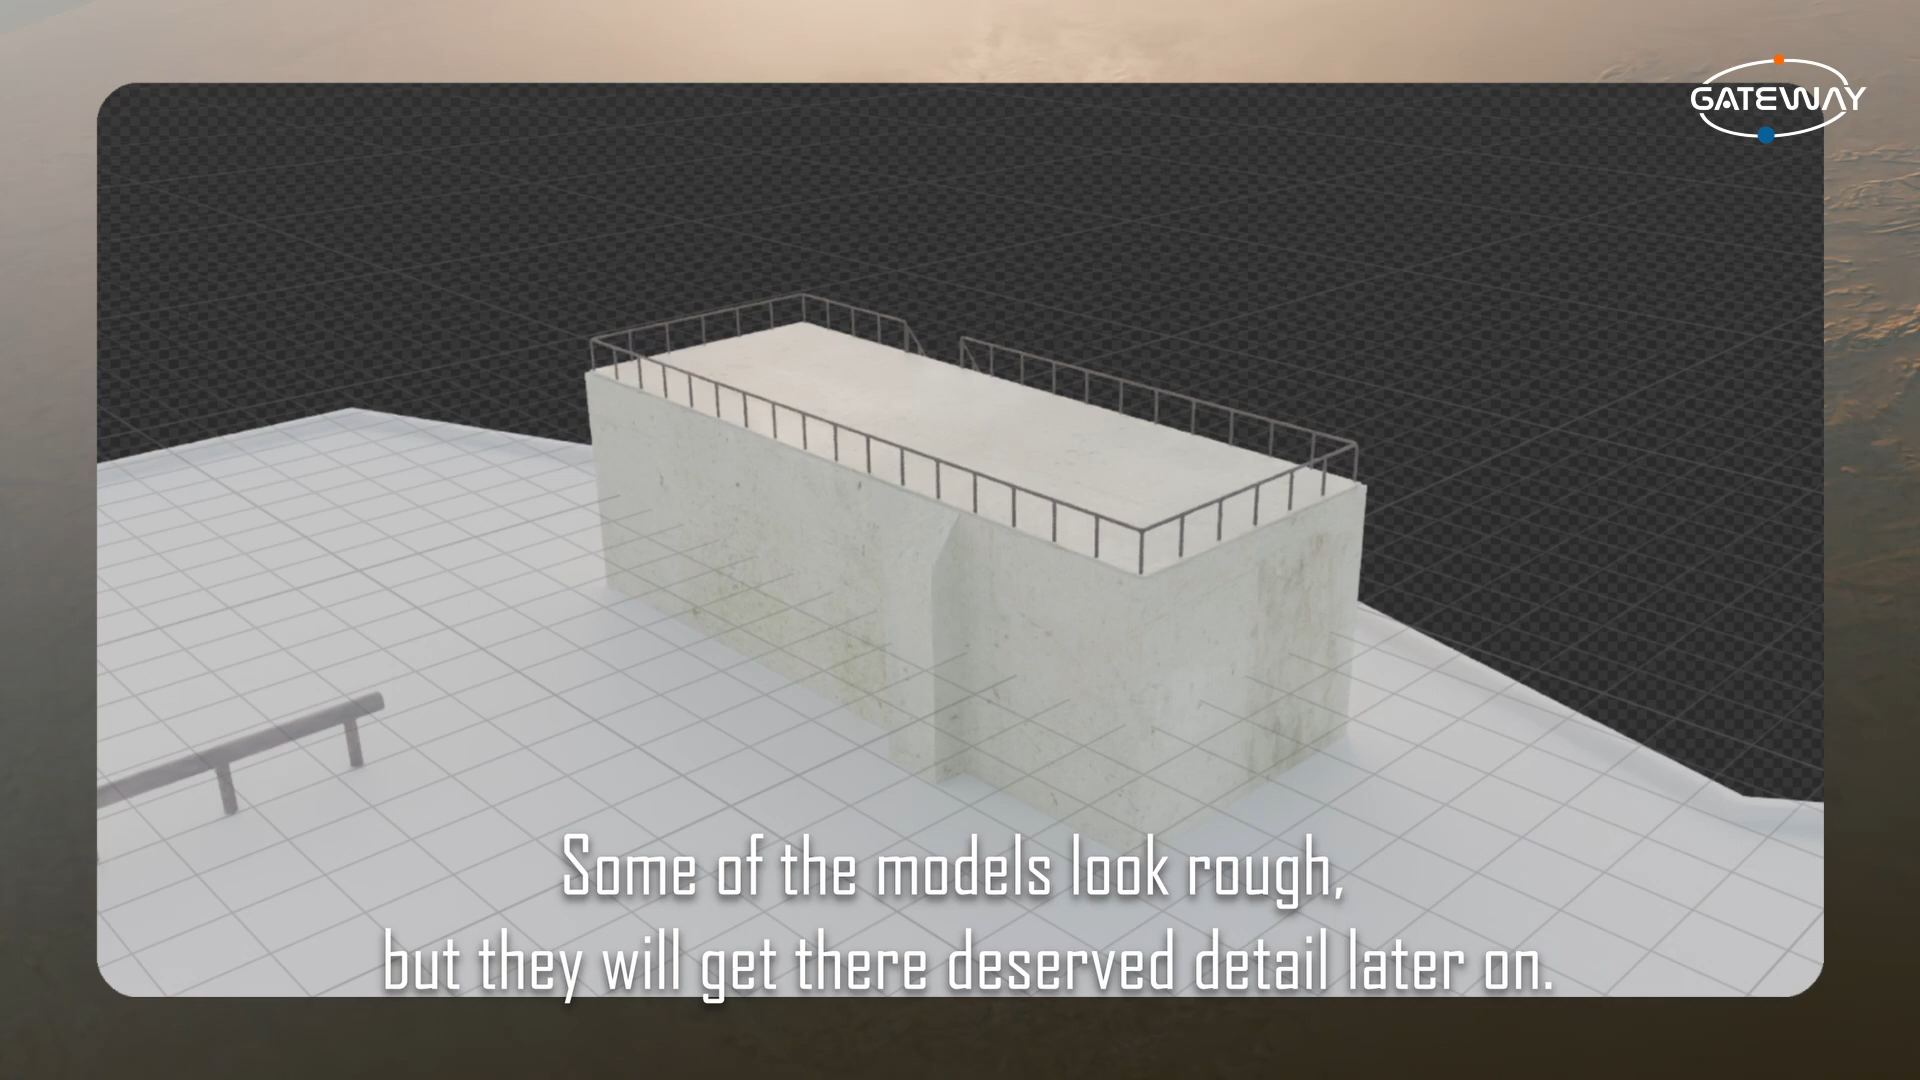 GATEWAY
Some of the models look rough,
but they will get there deserved detail later on.